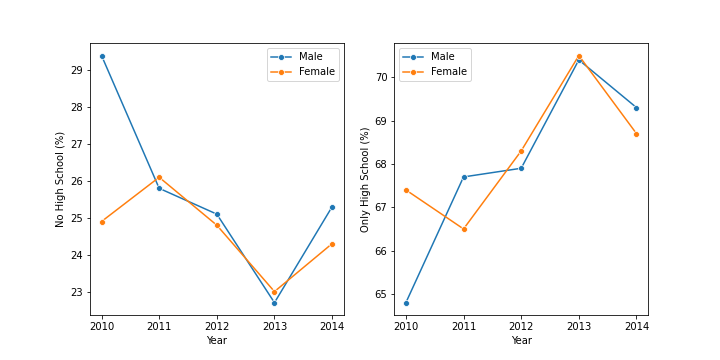 No High School (%)
29
28
27
26
25
24
23
2010 2011 2012 2013 2014
Year
Male
Female
Only High School (%)
70
69
68
67
66
65
2010 2011 2012 2013 2014
Year
Male
Female